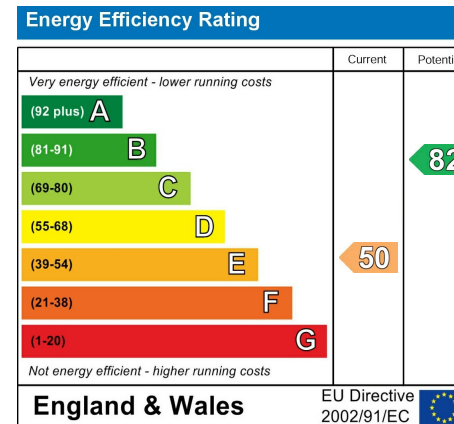 Energy Efficiency Rating
Current
Potenti
Very energy efficient - lower running costs
(92 plus) A
(81-91) B
82
(69-80) C
(55-68) D
(39-54) E
50
(21-38) F
(1-20) G
Not energy efficient - higher running costs
England & Wales
EU Directive
2002/91/EC